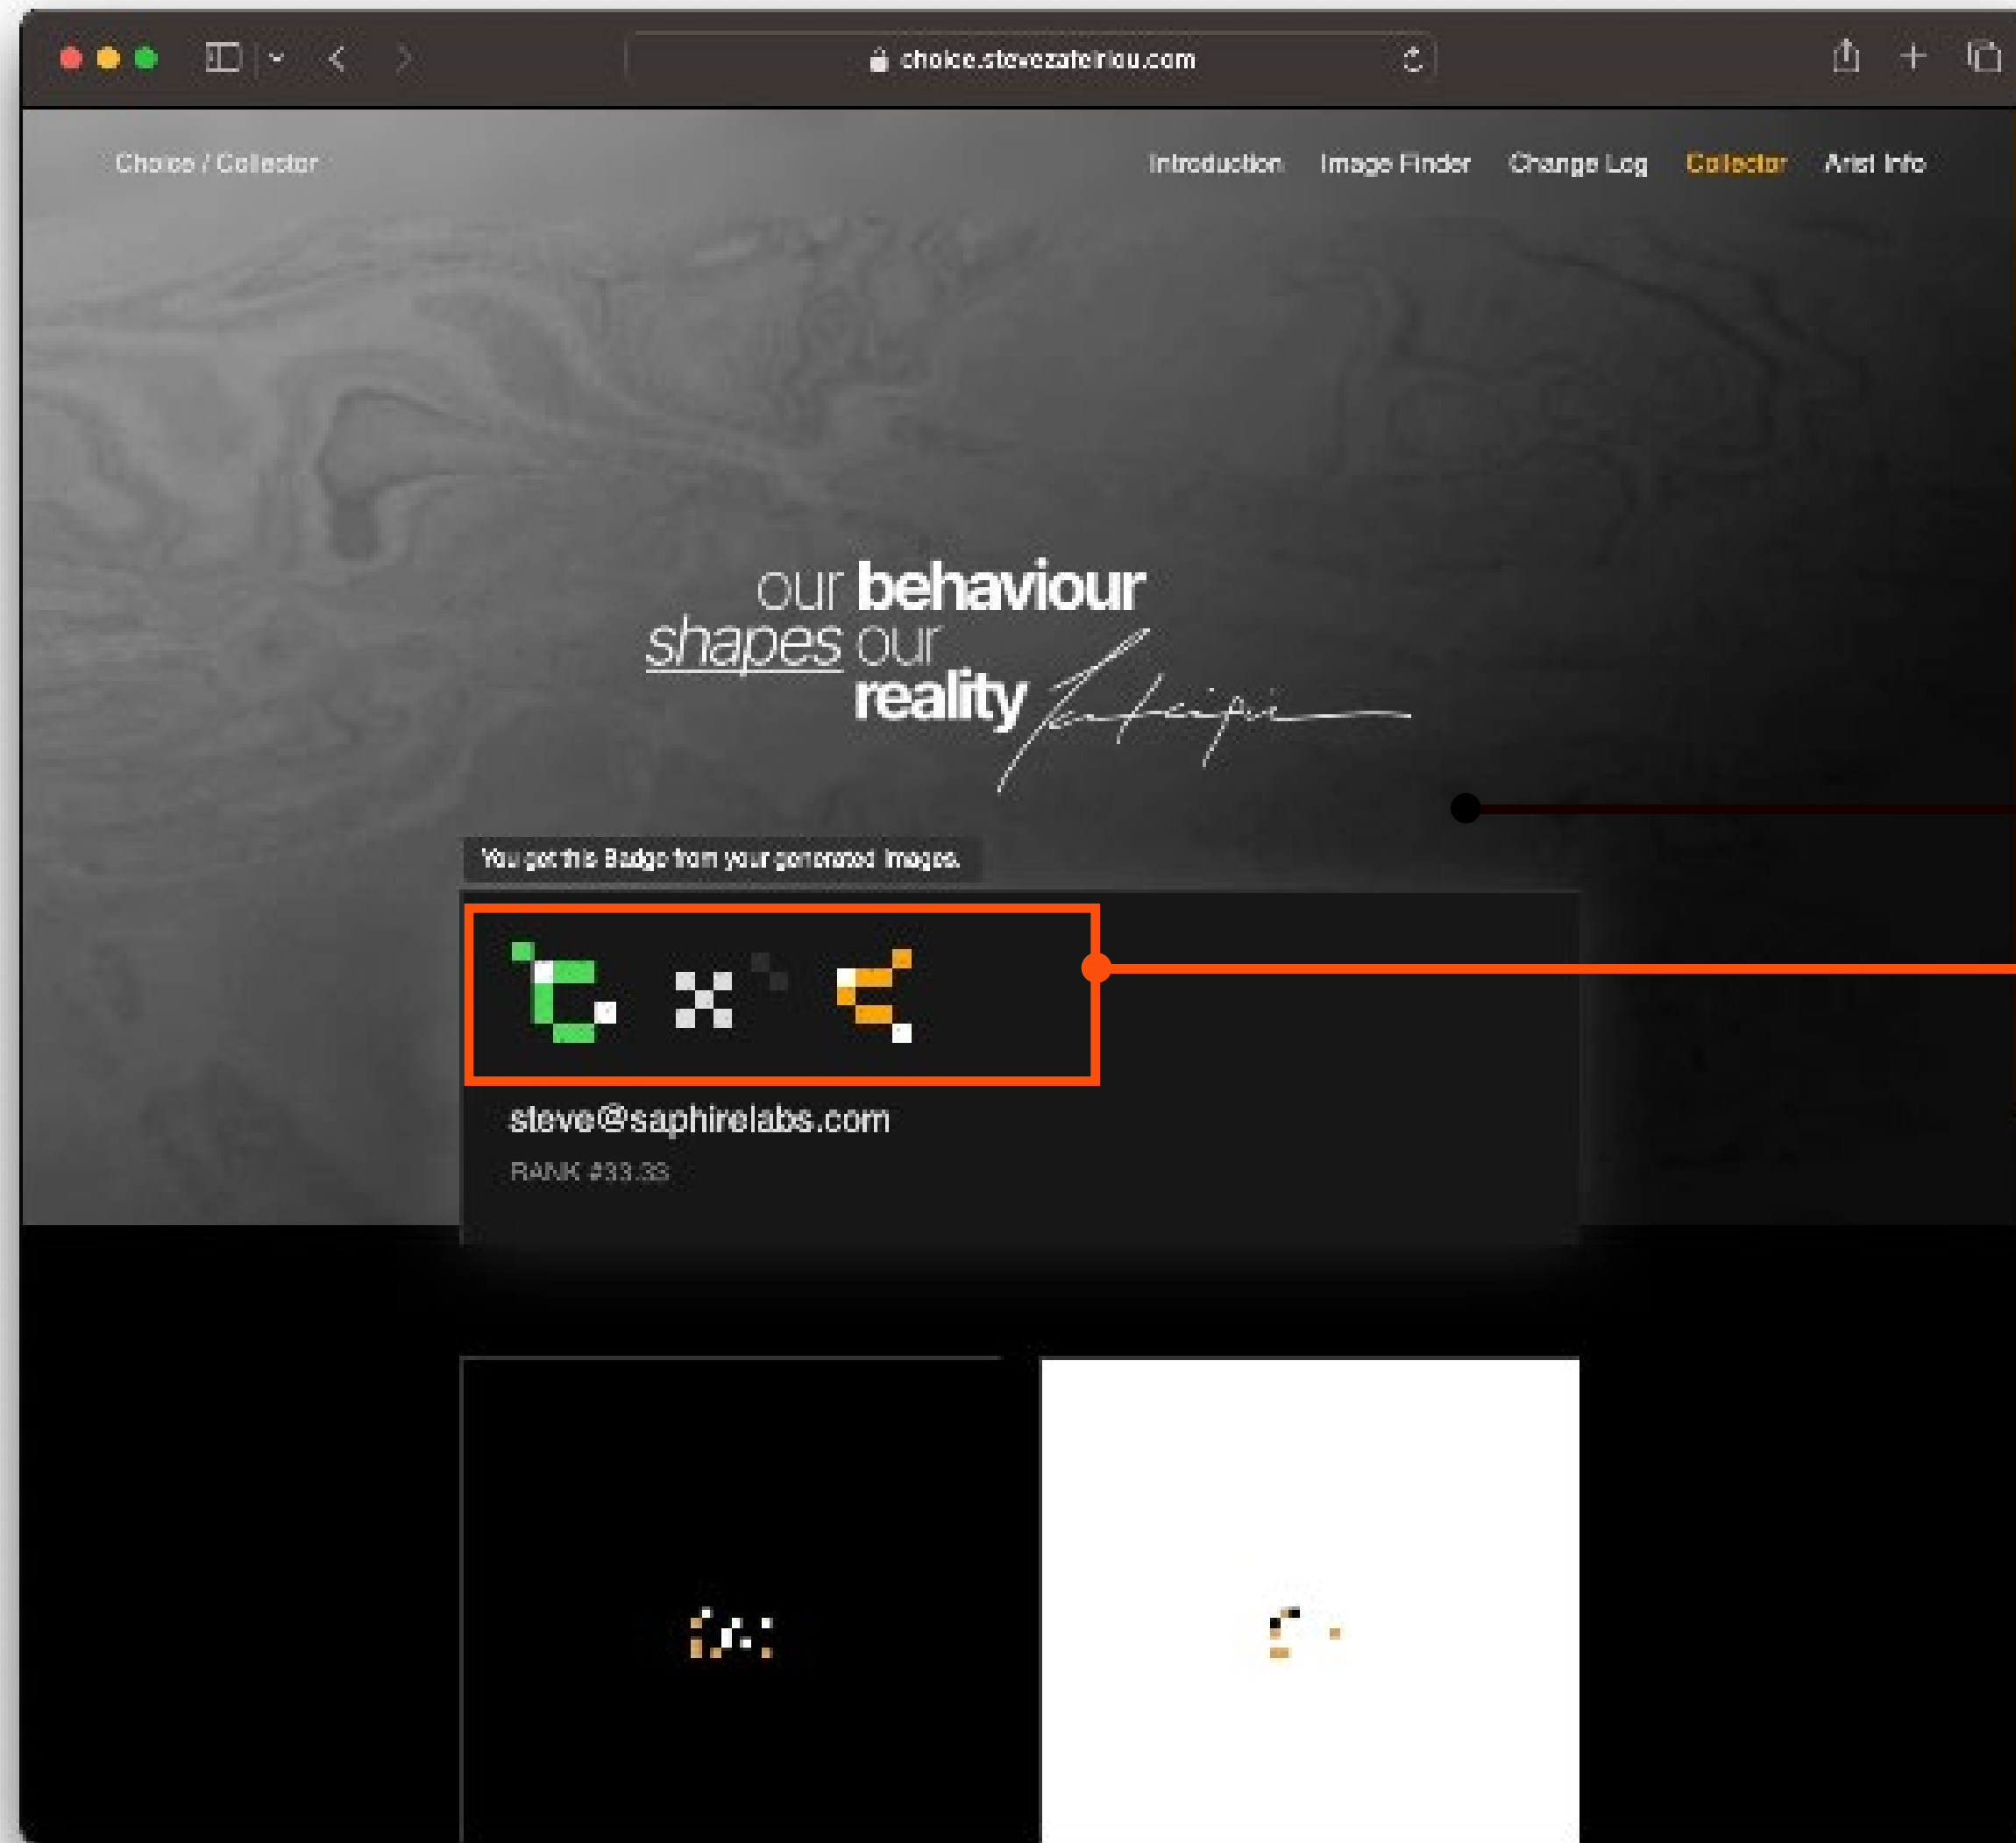 choice.stevezafeiriou.com
Choice / Collector
Introduction Image Finder Change Log Collector Artist Info
our behaviour
shapes our
reality
You get this Badge from your generated images.
steve@saphirelabs.com
RANK #33.33